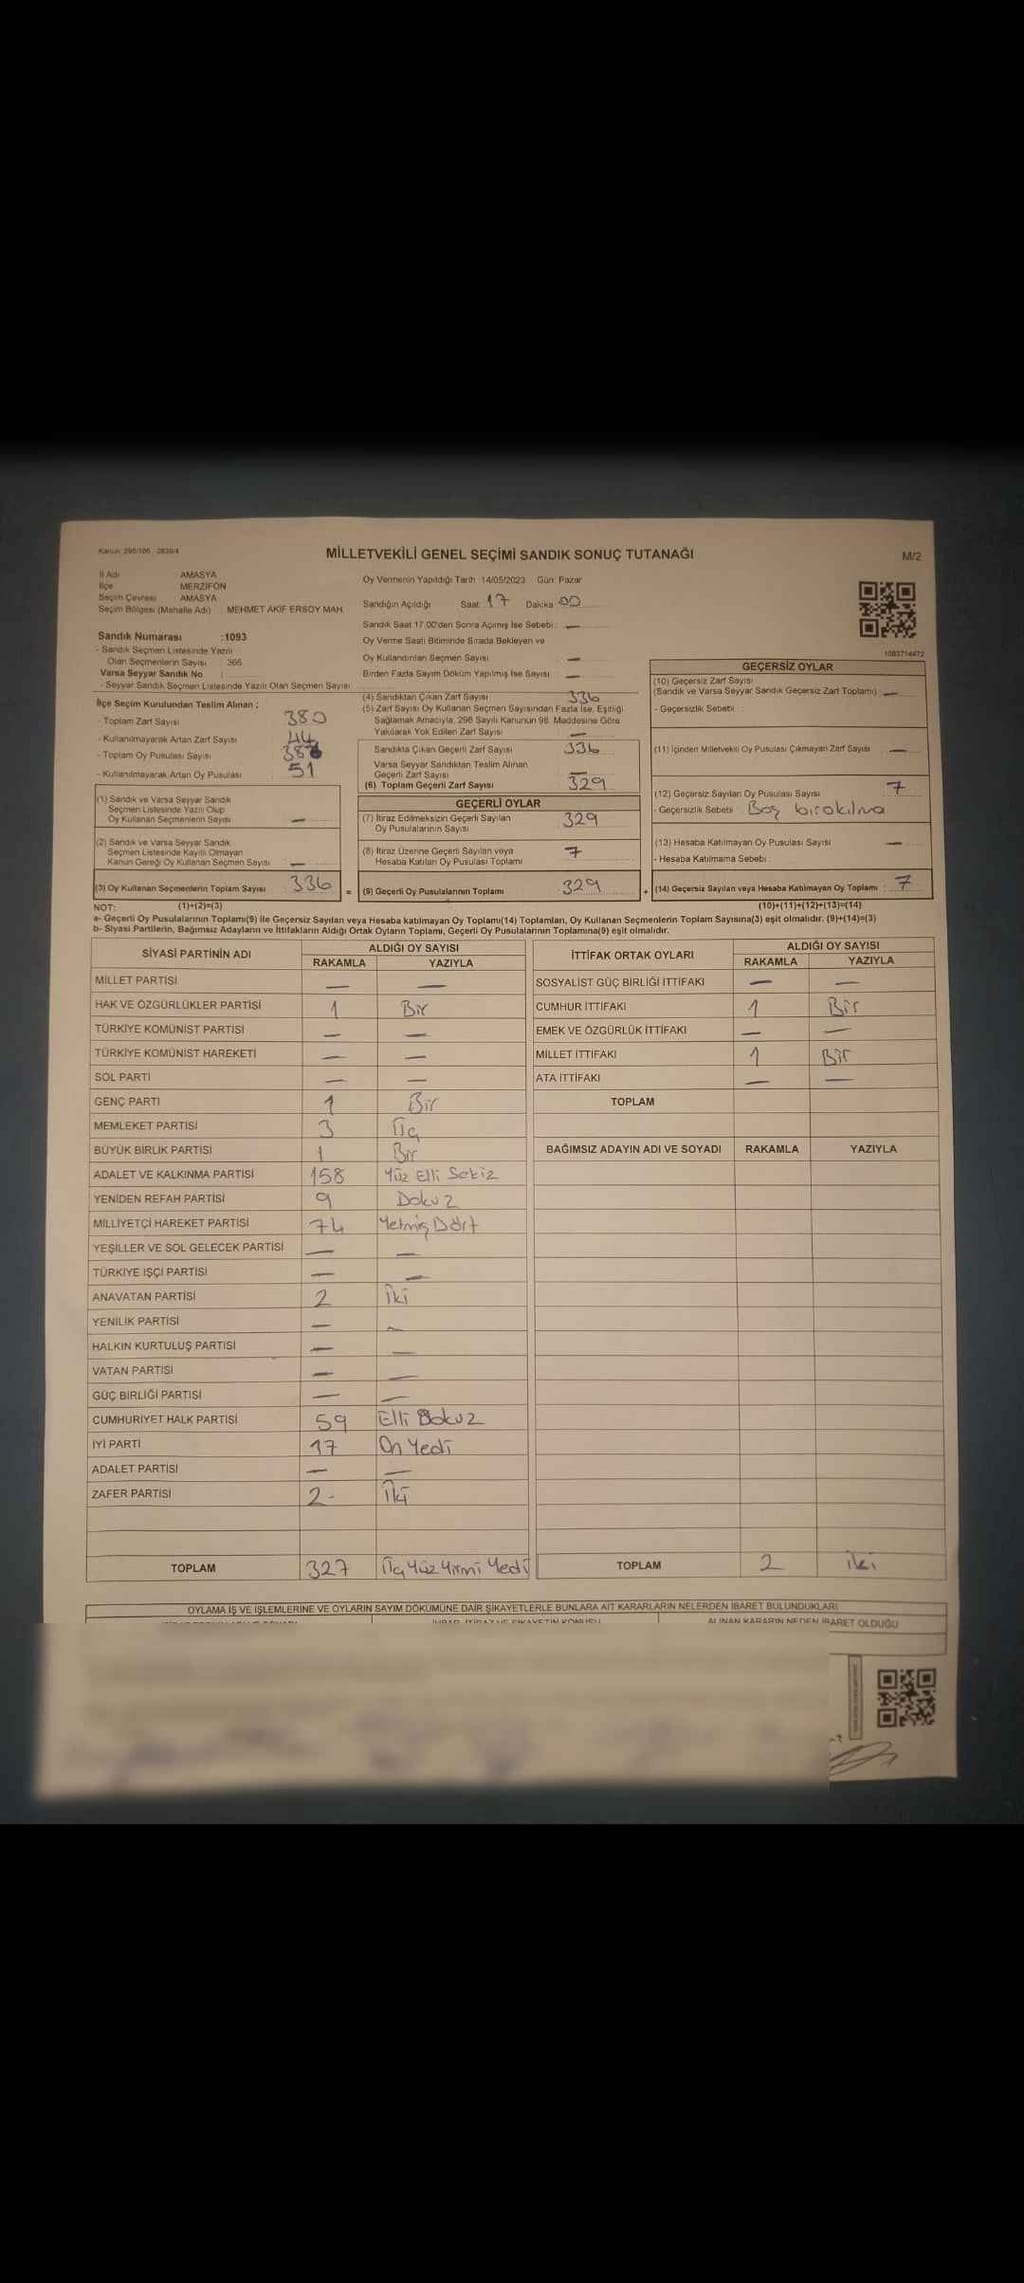 MİLLETVEKİLİ GENEL SEÇİMİ SANDIK SONUÇ TUTANAĞI
M/2
İl Adı AMASYA
İlçe MERZİFON
Seçim Çevresi : AMASYA
Seçim Bölgesi (Mahalle Adı) : MEHMET AKİF ERSOY MAH.
Oy Vermenin Yapıldığı Tarih 14/05/2023 Gün: Pazar
Sandığın Açıldığı Saat 17 Dakika 00
Sandık Saat 17.00'den Sonra Açılmış İse Sebebi : —
Oy Verme Saati Bitiminde Sırada Bekleyen ve
Oy Kullandırılan Seçmen Sayısı —
Birden Fazla Sayım Döküm Yapılmış İse Sayısı —
1083714472
Sandık Numarası :1093
- Sandık Seçmen Listesinde Yazılı
Olan Seçmenlerin Sayısı : 366
Varsa Seyyar Sandık No :
- Seyyar Sandık Seçmen Listesinde Yazılı Olan Seçmen Sayısı
İlçe Seçim Kurulundan Teslim Alınan ;
- Toplam Zarf Sayısı 380
- Kullanılmayarak Artan Zarf Sayısı 44
- Toplam Oy Pusulası Sayısı
- Kullanılmayarak Artan Oy Pusulası 51
(1) Sandık ve Varsa Seyyar Sandık
Seçmen Listesinde Yazılı Olup
Oy Kullanan Seçmenlerin Sayısı —
(2) Sandık ve Varsa Seyyar Sandık
Seçmen Listesinde Kayıtlı Olmayan
Kanun Gereği Oy Kullanan Seçmen Sayısı —
(3) Oy Kullanan Seçmenlerin Toplam Sayısı 336 =
(4) Sandıktan Çıkan Zarf Sayısı 336
(5) Zarf Sayısı Oy Kullanan Seçmen Sayısından Fazla İse, Eşitliği
Sağlamak Amacıyla, 298 Sayılı Kanunun 98. Maddesine Göre
Yakılarak Yok Edilen Zarf Sayısı —
Sandıkta Çıkan Geçerli Zarf Sayısı 336
Varsa Seyyar Sandıktan Teslim Alınan
Geçerli Zarf Sayısı —
(6) Toplam Geçerli Zarf Sayısı 329
GEÇERLİ OYLAR
(7) İtiraz Edilmeksizin Geçerli Sayılan
Oy Pusulalarının Sayısı 329
(8) İtiraz Üzerine Geçerli Sayılan veya
Hesaba Katılan Oy Pusulası Toplamı 7
(9) Geçerli Oy Pusulalarının Toplamı 329 +
GEÇERSİZ OYLAR
(10) Geçersiz Zarf Sayısı
(Sandık ve Varsa Seyyar Sandık Geçersiz Zarf Toplamı) : —
- Geçersizlik Sebebi :
(11) İçinden Milletvekili Oy Pusulası Çıkmayan Zarf Sayısı —
(12) Geçersiz Sayılan Oy Pusulası Sayısı : 7
- Geçersizlik Sebebi Boş bırakılma
(13) Hesaba Katılmayan Oy Pusulası Sayısı —
- Hesaba Katılmama Sebebi :
(14) Geçersiz Sayılan veya Hesaba Katılmayan Oy Toplamı : 7
NOT: (1)+(2)=(3) (10)+(11)+(12)+(13)=(14)
a- Geçerli Oy Pusulalarının Toplamı(9) ile Geçersiz Sayılan veya Hesaba katılmayan Oy Toplamı(14) Toplamları, Oy Kullanan Seçmenlerin Toplam Sayısına(3) eşit olmalıdır. (9)+(14)=(3)
b- Siyasi Partilerin, Bağımsız Adayların ve İttifakların Aldığı Ortak Oyların Toplamı, Geçerli Oy Pusulalarının Toplamına(9) eşit olmalıdır.
SİYASİ PARTİNİN ADI ALDIĞI OY SAYISI
RAKAMLA YAZIYLA
MİLLET PARTİSİ — —
HAK VE ÖZGÜRLÜKLER PARTİSİ 1 Bir
TÜRKİYE KOMÜNİST PARTİSİ — —
TÜRKİYE KOMÜNİST HAREKETİ — —
SOL PARTİ — —
GENÇ PARTİ 1 Bir
MEMLEKET PARTİSİ 3 Üç
BÜYÜK BİRLİK PARTİSİ 1 Bir
ADALET VE KALKINMA PARTİSİ 158 Yüz Elli Sekiz
YENİDEN REFAH PARTİSİ 9 Dokuz
MİLLİYETÇİ HAREKET PARTİSİ 74 Yetmiş Dört
YEŞİLLER VE SOL GELECEK PARTİSİ — —
TÜRKİYE İŞÇİ PARTİSİ — —
ANAVATAN PARTİSİ 2 İki
YENİLİK PARTİSİ — —
HALKIN KURTULUŞ PARTİSİ — —
VATAN PARTİSİ — —
GÜÇ BİRLİĞİ PARTİSİ — —
CUMHURİYET HALK PARTİSİ 59 Elli Dokuz
İYİ PARTİ 17 On Yedi
ADALET PARTİSİ — —
ZAFER PARTİSİ 2 İki
TOPLAM 327 Üç Yüz Yirmi Yedi
İTTİFAK ORTAK OYLARI ALDIĞI OY SAYISI
RAKAMLA YAZIYLA
SOSYALİST GÜÇ BİRLİĞİ İTTİFAKI — —
CUMHUR İTTİFAKI 1 Bir
EMEK VE ÖZGÜRLÜK İTTİFAKI — —
MİLLET İTTİFAKI 1 Bir
ATA İTTİFAKI — —
TOPLAM
BAĞIMSIZ ADAYIN ADI VE SOYADI RAKAMLA YAZIYLA
TOPLAM 2 iki
OYLAMA İŞ VE İŞLEMLERİNE VE OYLARIN SAYIM DÖKÜMÜNE DAİR ŞİKAYETLERLE BUNLARA AİT KARARLARIN NELERDEN İBARET BULUNDUKLARI
ALINAN KARARIN NEDEN İBARET OLDUĞU